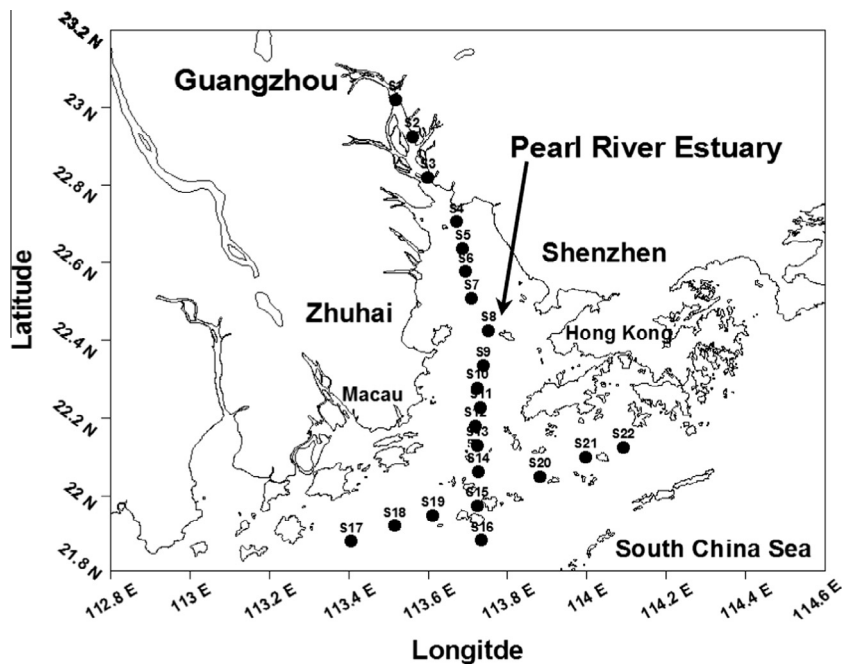 23.2 N
Guangzhou
S1
23 N
S2
Pearl River Estuary
S3
22.8 N
S4
S5
Shenzhen
S6
22.6 N
S7
Zhuhai
S8
Hong Kong
22.4 N
Latitude
S9
S10
Macau
S11
22.2 N
S12
S13
S22
S21
S14
S20
22 N
S15
S19
S18
S17
S16
South China Sea
21.8 N
112.8 E
113 E
113.2 E
113.4 E
113.6 E
113.8 E
114 E
114.2 E
114.4 E
114.6 E
Longitde